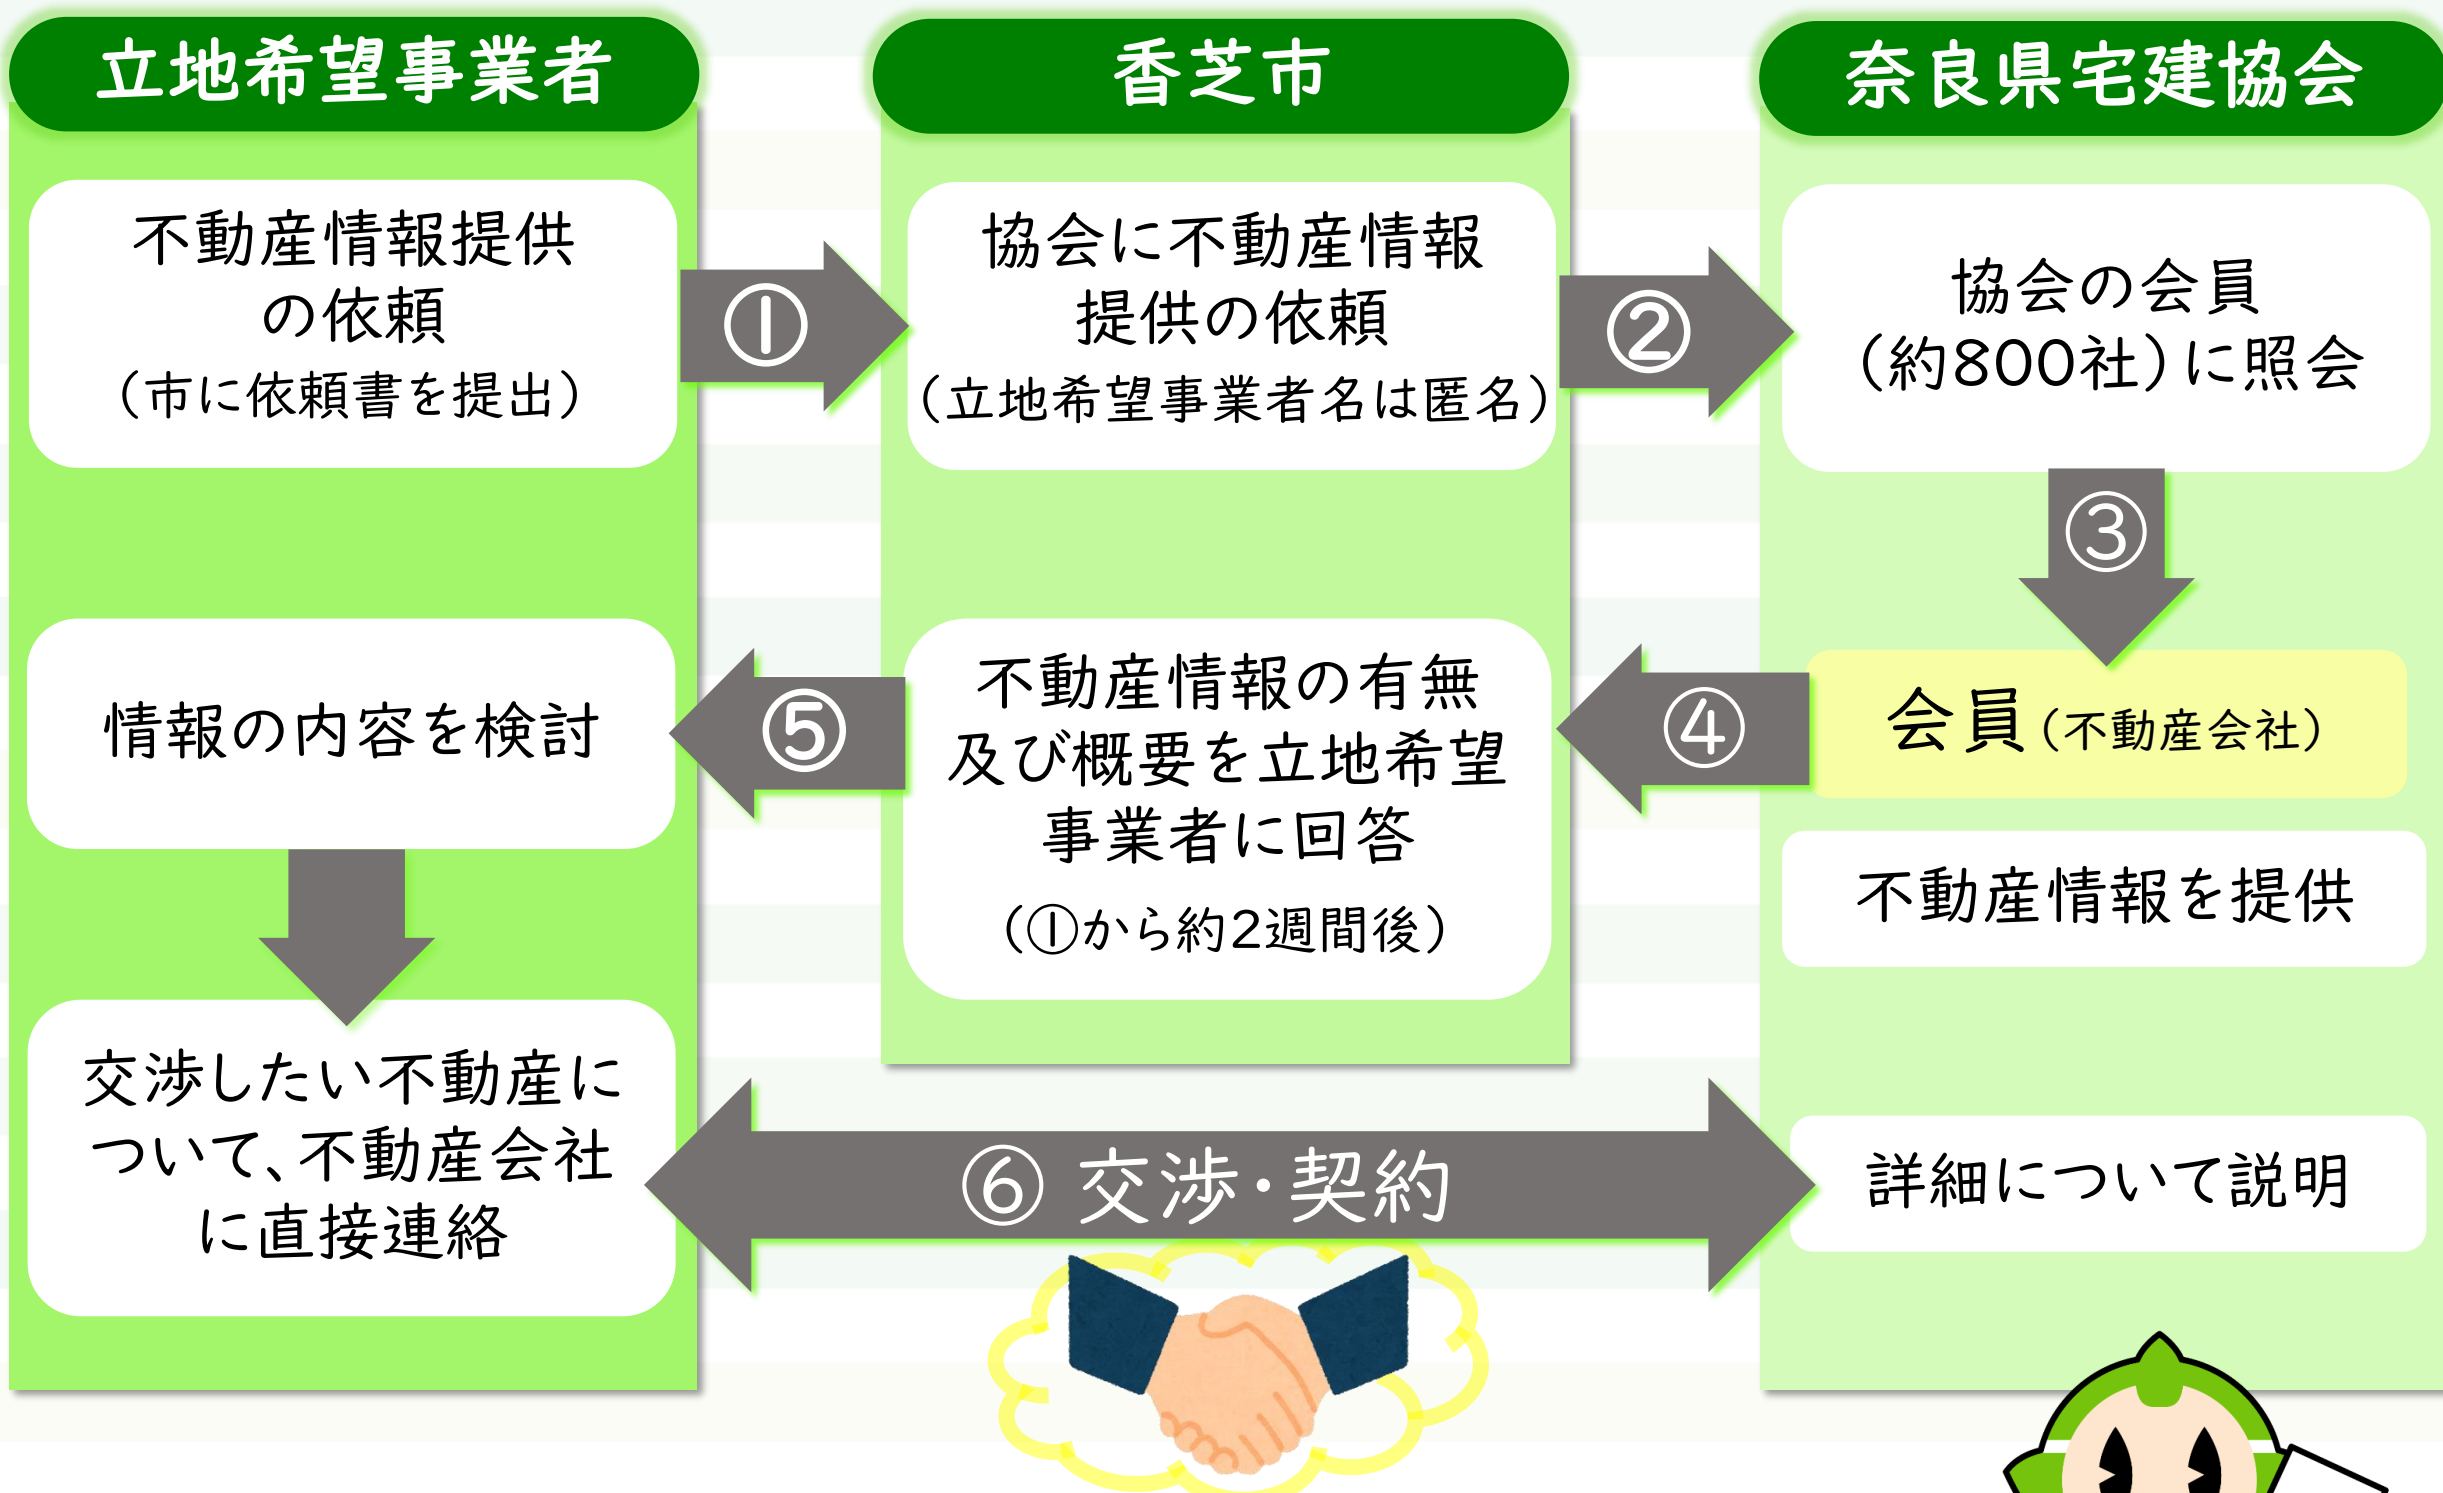 立地希望事業者
香芝市
奈良県宅建協会
不動産情報提供
の依頼
（市に依頼書を提出）
①
協会に不動産情報
提供の依頼
（立地希望事業者名は匿名）
②
協会の会員
（約800社）に照会
③
会員（不動産会社）
不動産情報を提供
④
不動産情報の有無
及び概要を立地希望
事業者に回答
（①から約2週間後）
⑤
情報の内容を検討
交渉したい不動産に
ついて、不動産会社
に直接連絡
⑥ 交渉・契約
詳細について説明